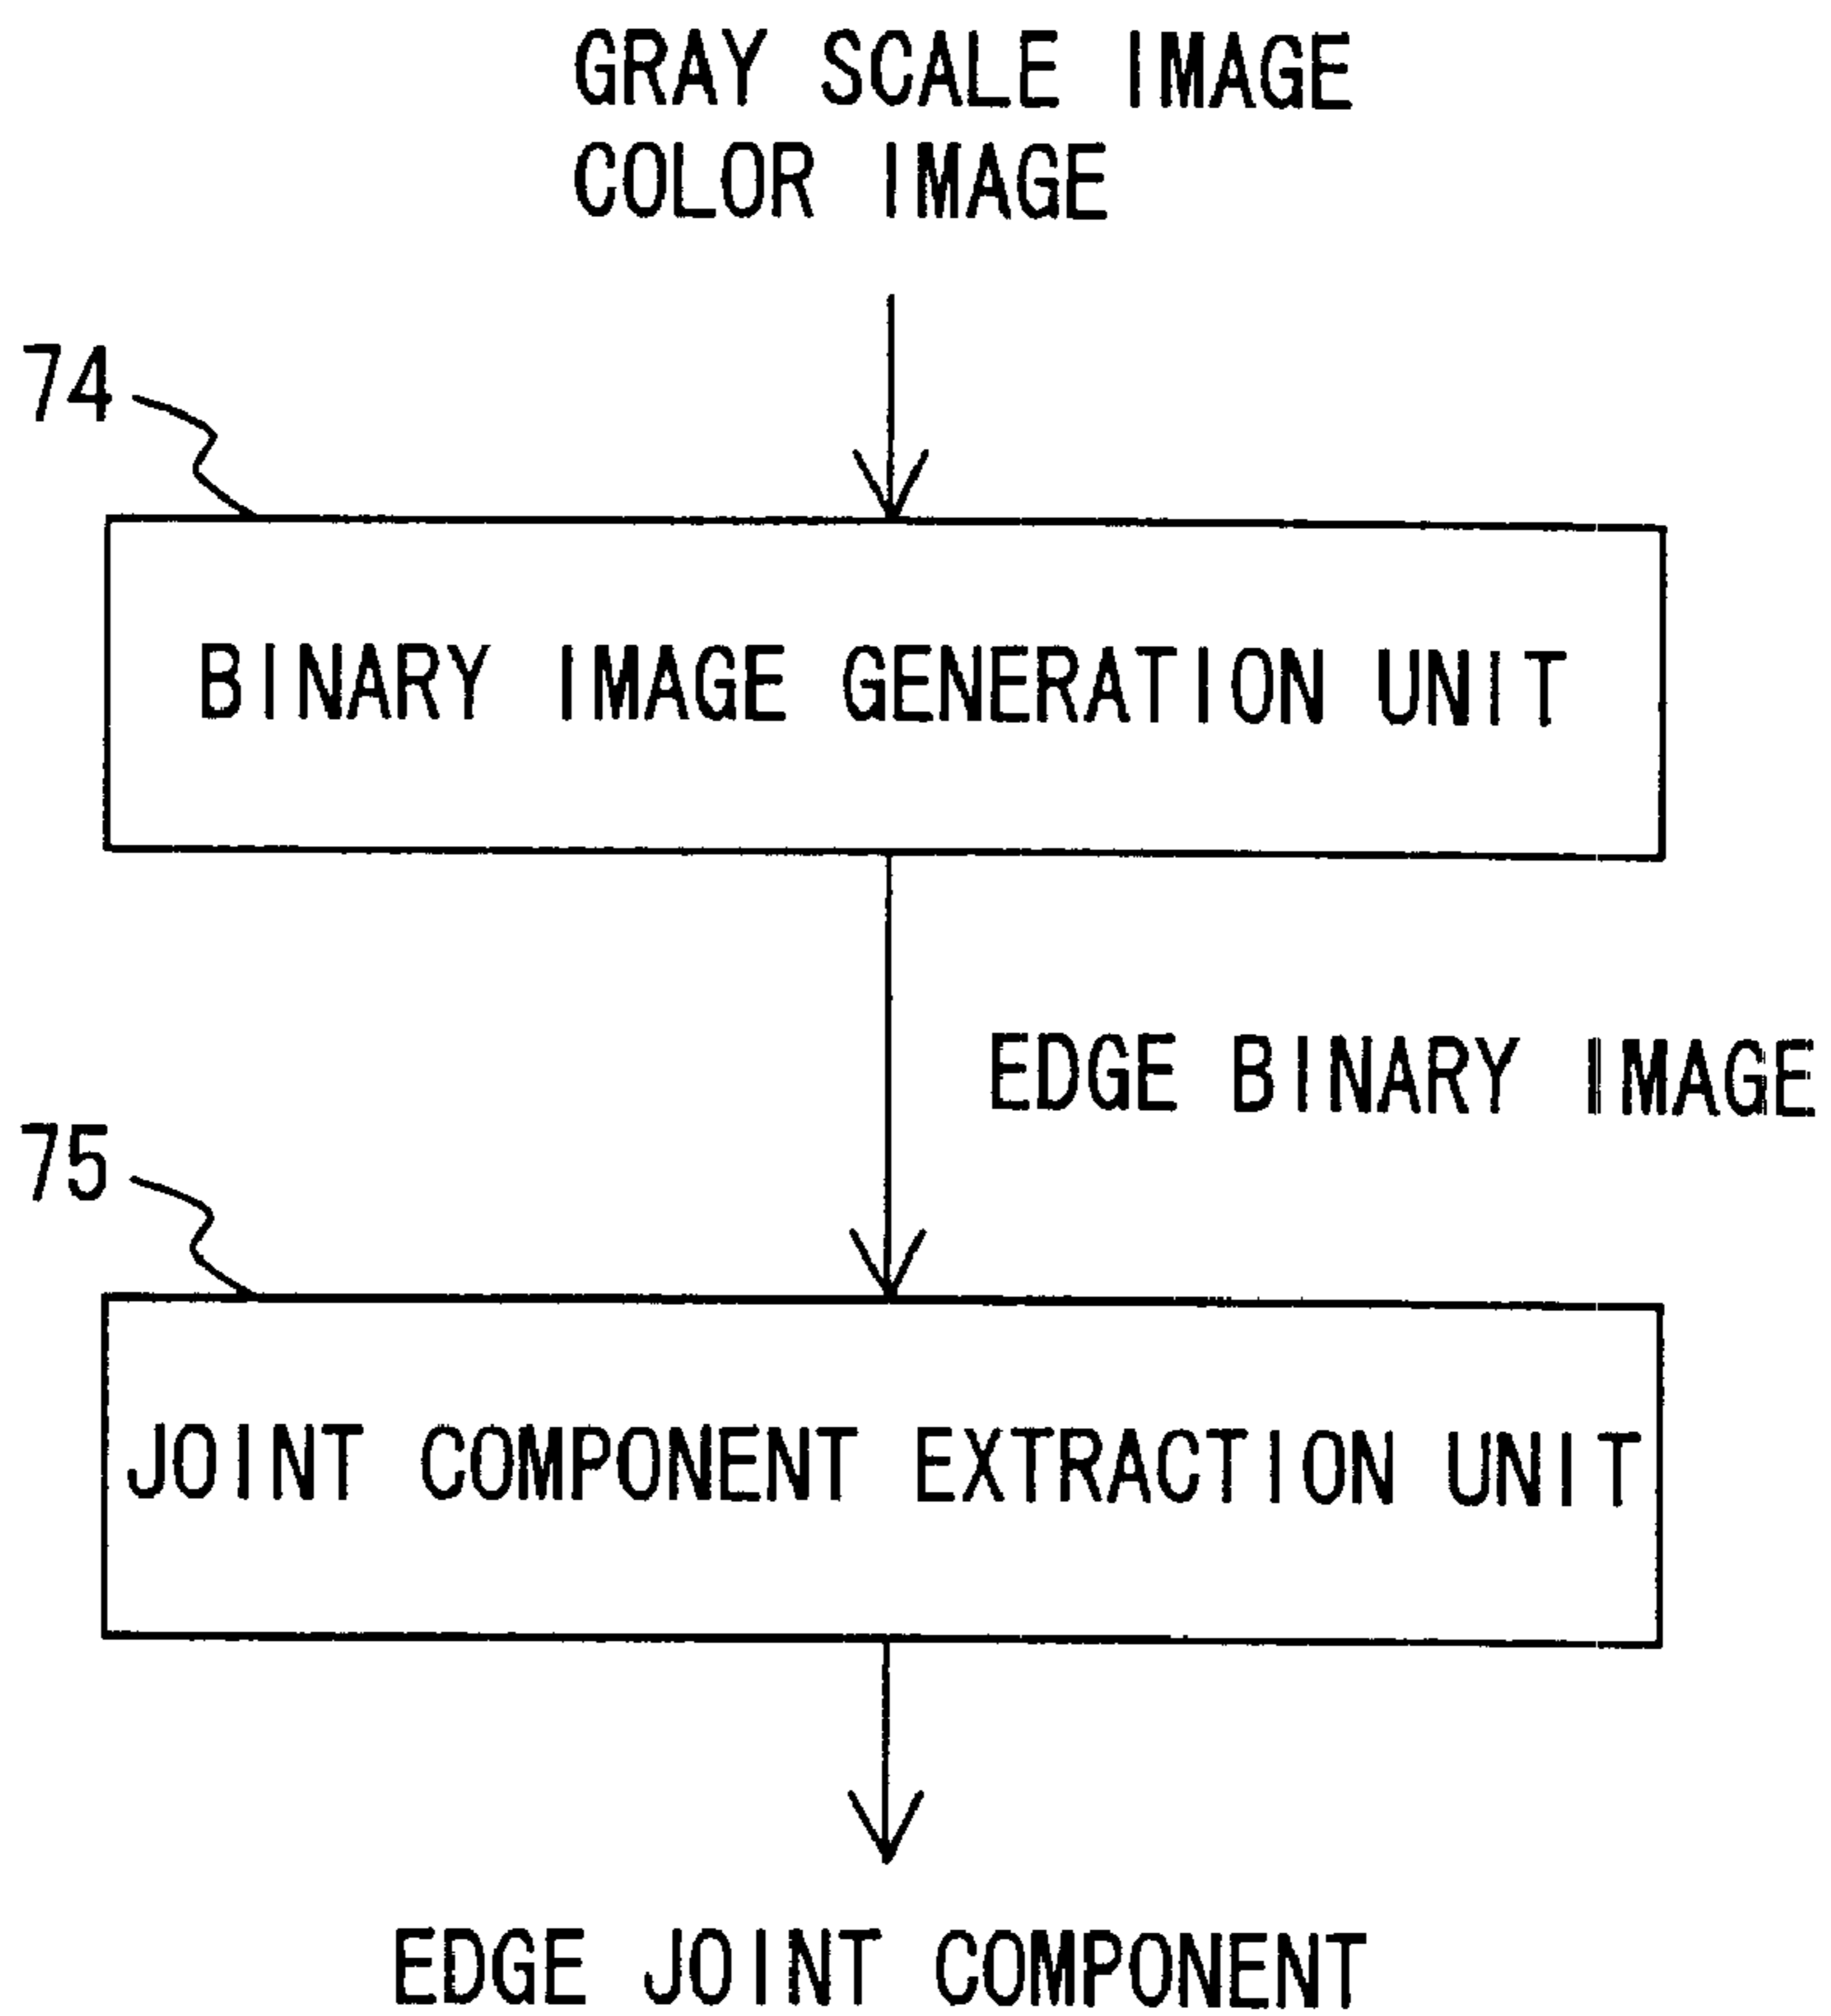 GRAY SCALE IMAGE
COLOR IMAGE
74
BINARY IMAGE GENERATION UNIT
EDGE BINARY IMAGE
75
JOINT COMPONENT EXTRACTION UNIT
EDGE JOINT COMPONENT